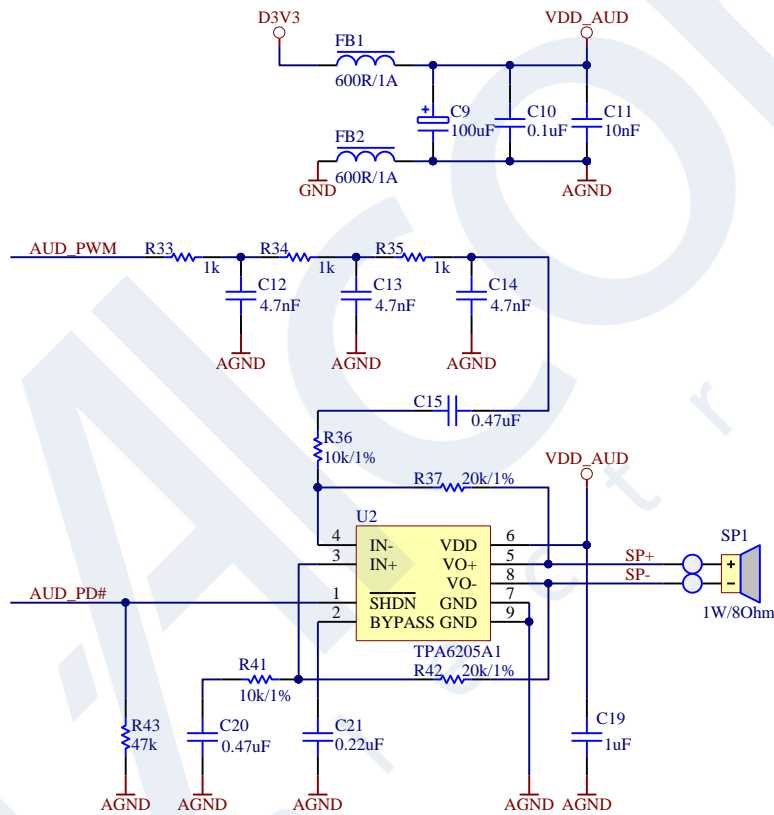 D3V3
VDD_AUD
FB1
600R/1A
C9
100uF
C10
0.1uF
C11
10nF
FB2
600R/1A
GND
AGND
AUD_PWM
R33
1k
R34
1k
R35
1k
C12
4.7nF
C13
4.7nF
C14
4.7nF
AGND
AGND
AGND
C15
0.47uF
R36
10k/1%
R37
20k/1%
VDD_AUD
U2
SP1
4 IN- VDD 6
3 IN+ VO+ 5
VO- 8
1 SHDN GND 7
2 BYPASS GND 9
SP+
SP-
+
-
1W/8Ohm
AUD_PD#
TPA6205A1
R41
10k/1%
R42
20k/1%
R43
47k
C20
0.47uF
C21
0.22uF
C19
1uF
AGND
AGND
AGND
AGND
AGND